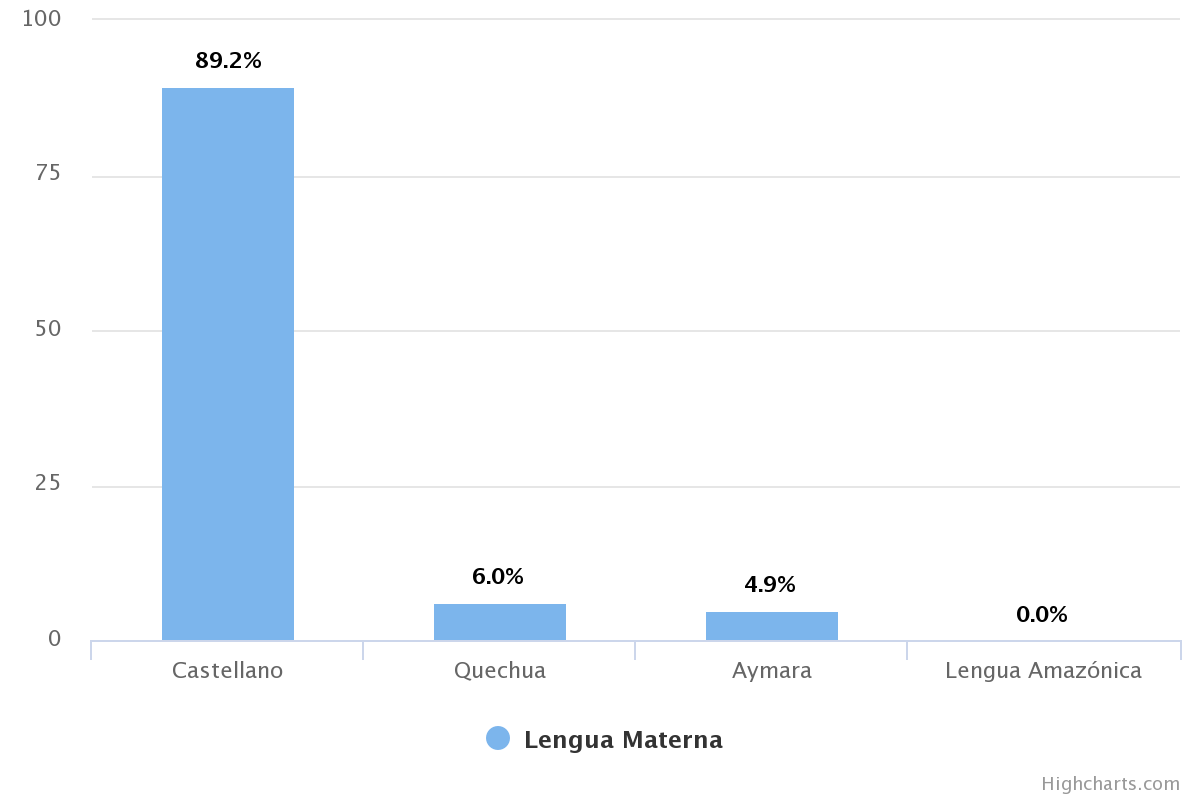 100
89.2%
75
50
25
6.0%
4.9%
0.0%
0
Castellano
Quechua
Aymara
Lengua Amazónica
Lengua Materna
Highcharts.com